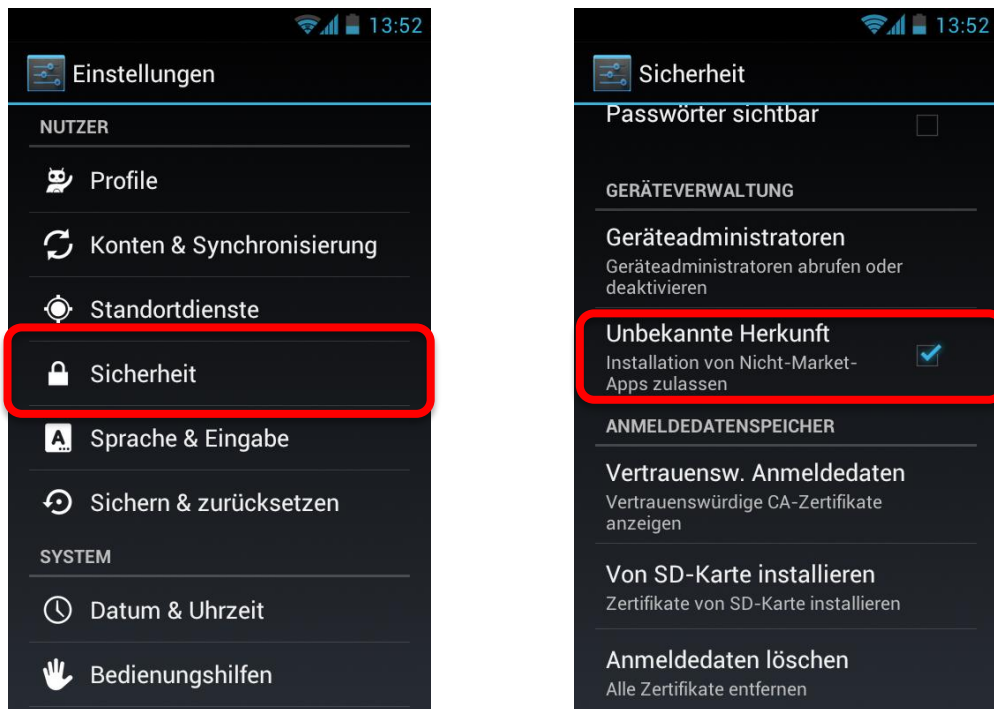 13:52
Einstellungen
NUTZER
Profile
Konten & Synchronisierung
Standortdienste
Sicherheit
Sprache & Eingabe
Sichern & zurücksetzen
SYSTEM
Datum & Uhrzeit
Bedienungshilfen
13:52
Sicherheit
Passwörter sichtbar
GERÄTEVERWALTUNG
Geräteadministratoren
Geräteadministratoren abrufen oder
deaktivieren
Unbekannte Herkunft
Installation von Nicht-Market-
Apps zulassen
ANMELDEDATENSPEICHER
Vertrauensw. Anmeldedaten
Vertrauenswürdige CA-Zertifikate
anzeigen
Von SD-Karte installieren
Zertifikate von SD-Karte installieren
Anmeldedaten löschen
Alle Zertifikate entfernen